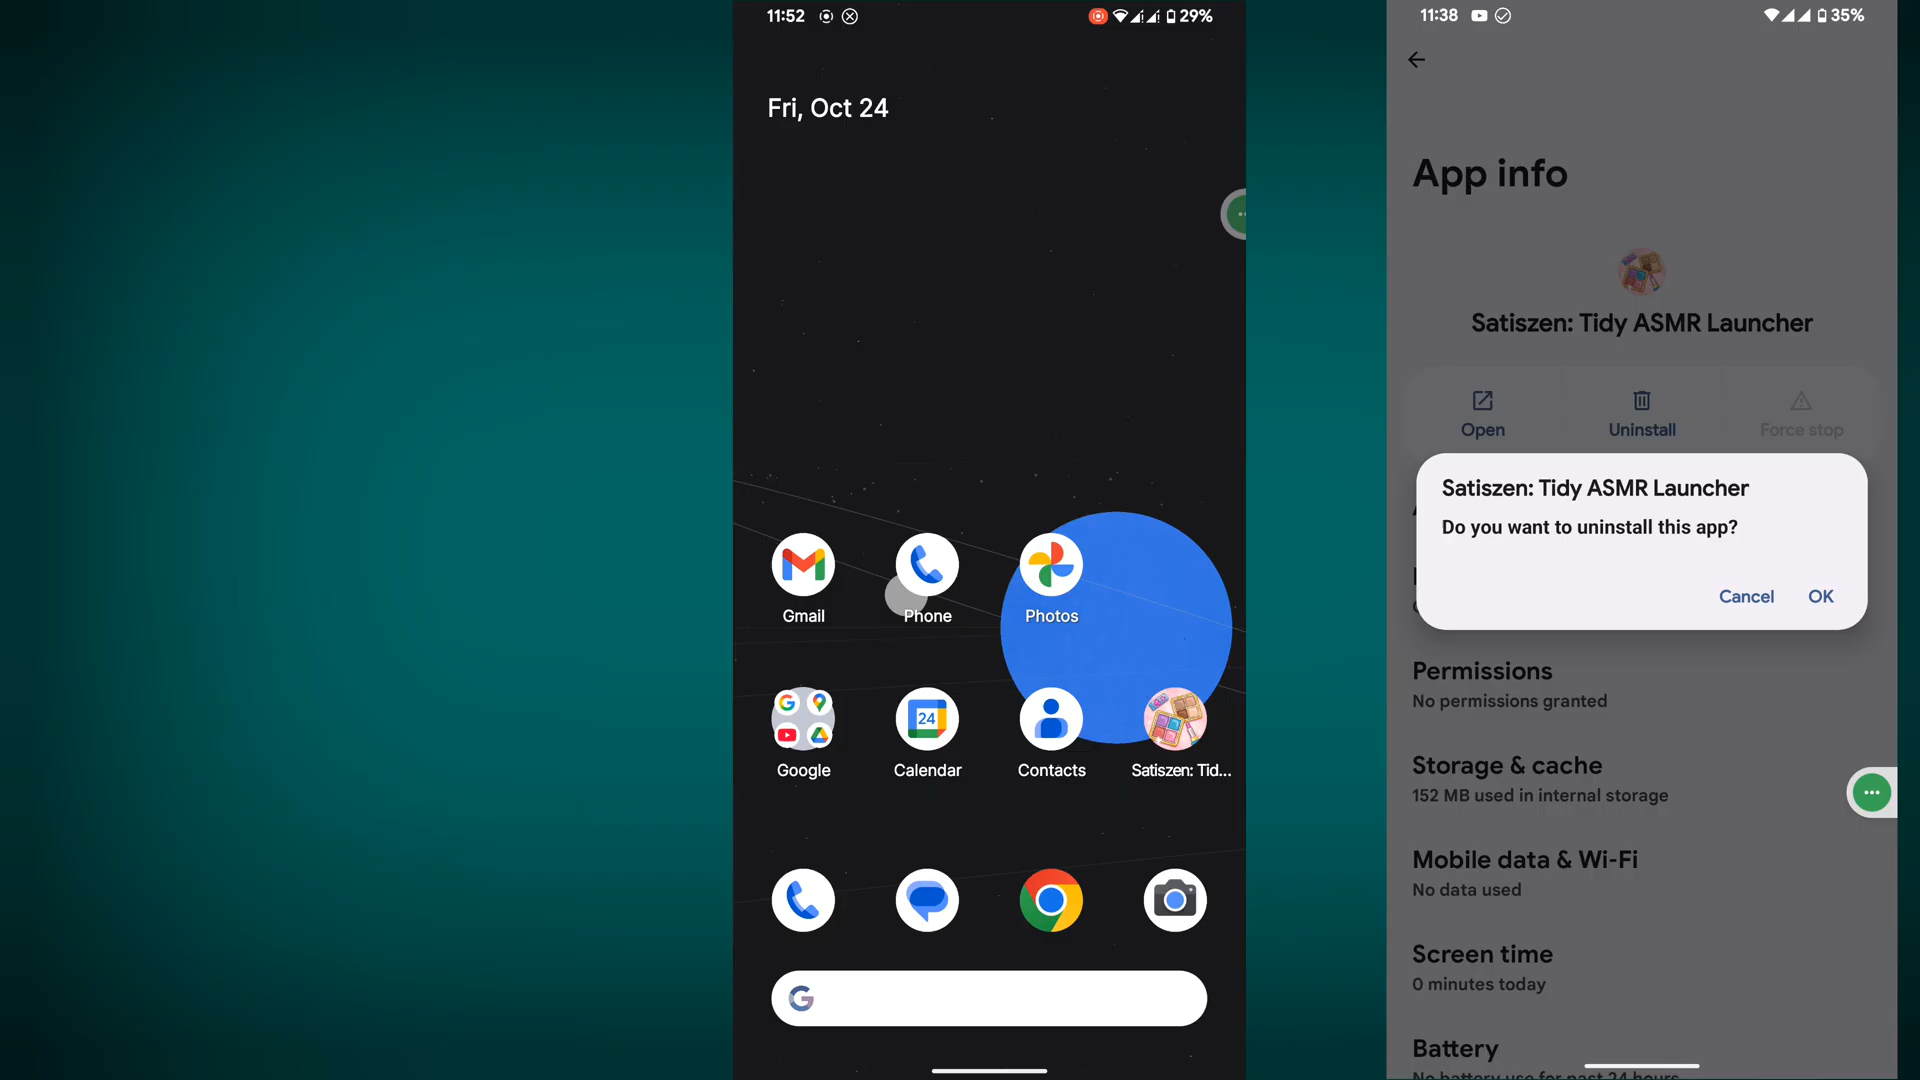 11:52
29%
Fri, Oct 24
Gmail
Phone
Photos
24
Google
Calendar
Contacts
Satiszen: Tid...
11:38
35%
App info
Satiszen: Tidy ASMR Launcher
Open
Uninstall
Force stop
Satiszen: Tidy ASMR Launcher
Do you want to uninstall this app?
Cancel
OK
Permissions
No permissions granted
Storage & cache
152 MB used in internal storage
Mobile data & Wi-Fi
No data used
Screen time
0 minutes today
Battery
No battery use for past 24 hours